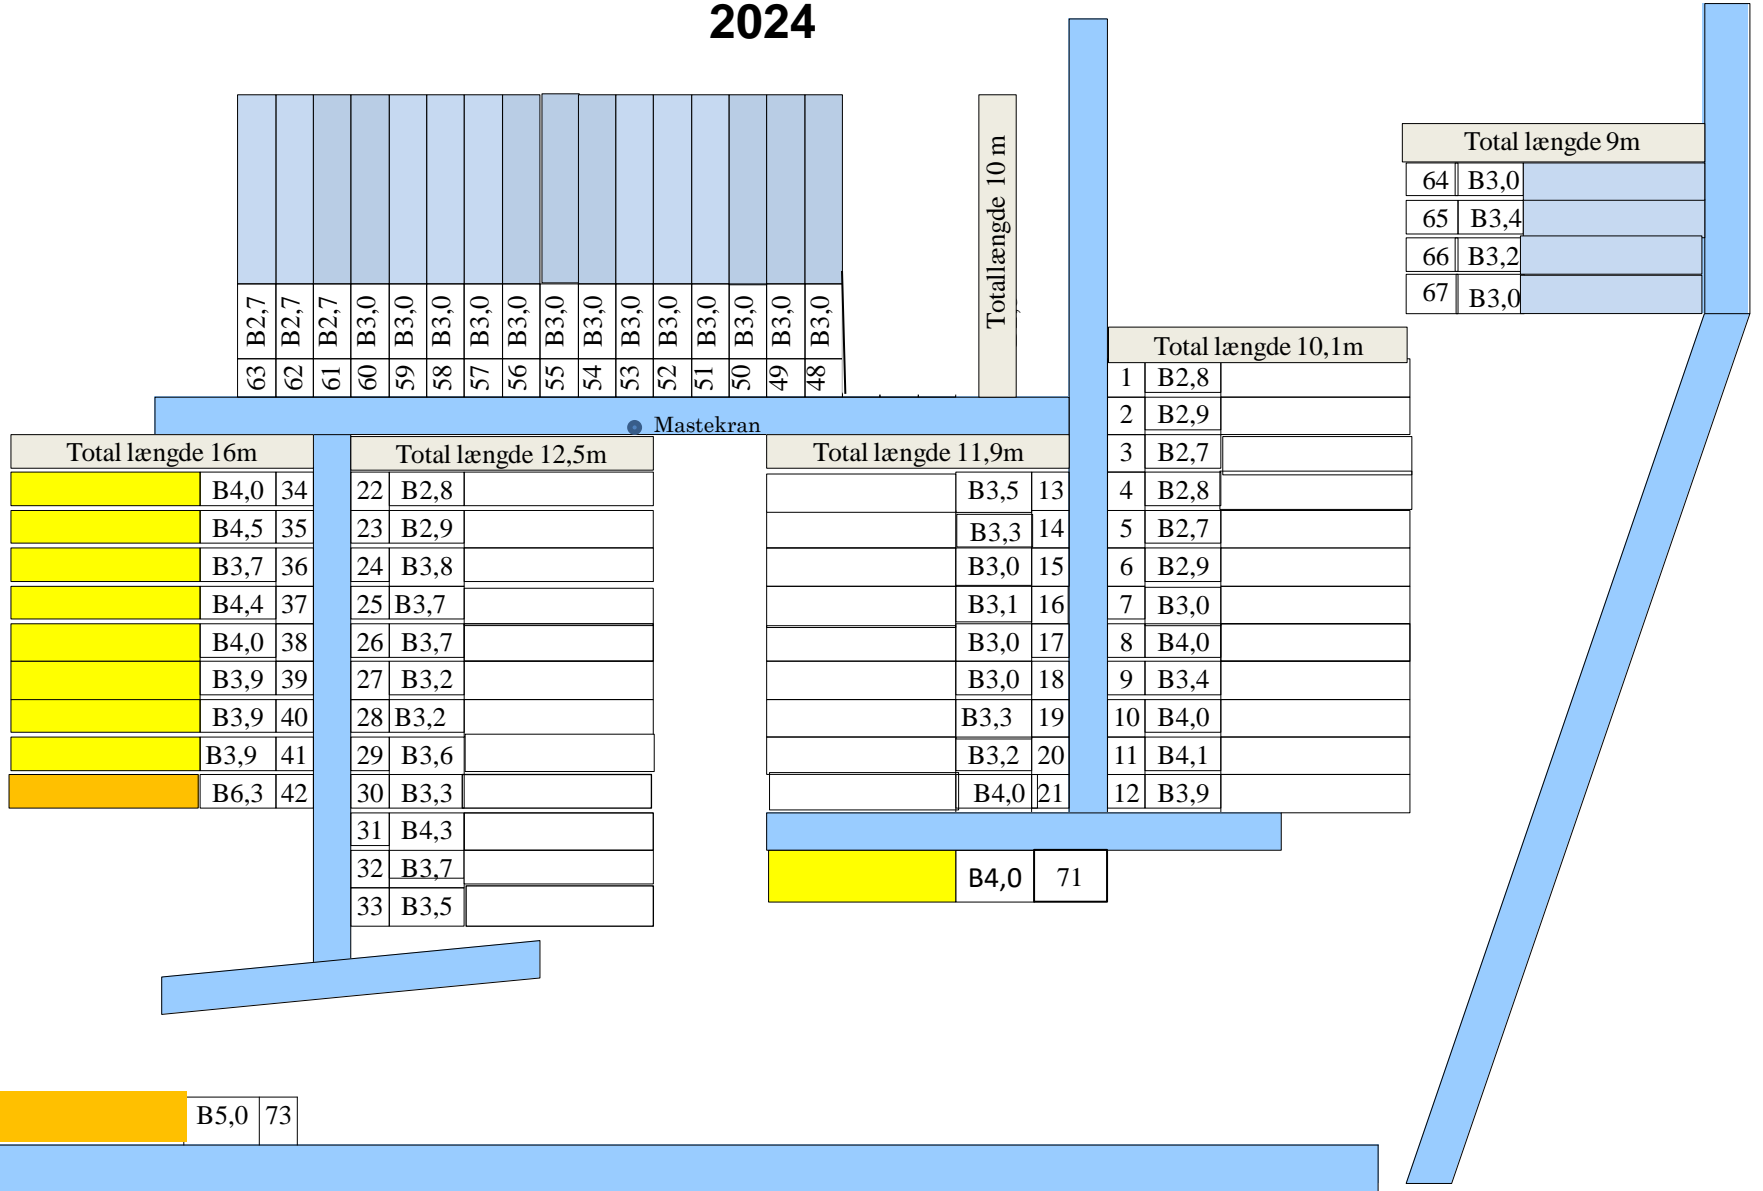 2024
63 B2,7
62 B2,7
61 B2,7
60 B3,0
59 B3,0
58 B3,0
57 B3,0
56 B3,0
55 B3,0
54 B3,0
53 B3,0
52 B3,0
51 B3,0
50 B3,0
49 B3,0
48 B3,0
Totallængde 10 m
Total længde 9m
64 B3,0
65 B3,4
66 B3,2
67 B3,0
Mastekran
Total længde 16m
B4,0 34
B4,5 35
B3,7 36
B4,4 37
B4,0 38
B3,9 39
B3,9 40
B3,9 41
B6,3 42
Total længde 12,5m
22 B2,8
23 B2,9
24 B3,8
25 B3,7
26 B3,7
27 B3,2
28 B3,2
29 B3,6
30 B3,3
31 B4,3
32 B3,7
33 B3,5
Total længde 11,9m
B3,5 13
B3,3 14
B3,0 15
B3,1 16
B3,0 17
B3,0 18
B3,3 19
B3,2 20
B4,0 21
Total længde 10,1m
1 B2,8
2 B2,9
3 B2,7
4 B2,8
5 B2,7
6 B2,9
7 B3,0
8 B4,0
9 B3,4
10 B4,0
11 B4,1
12 B3,9
B4,0 71
B5,0 73